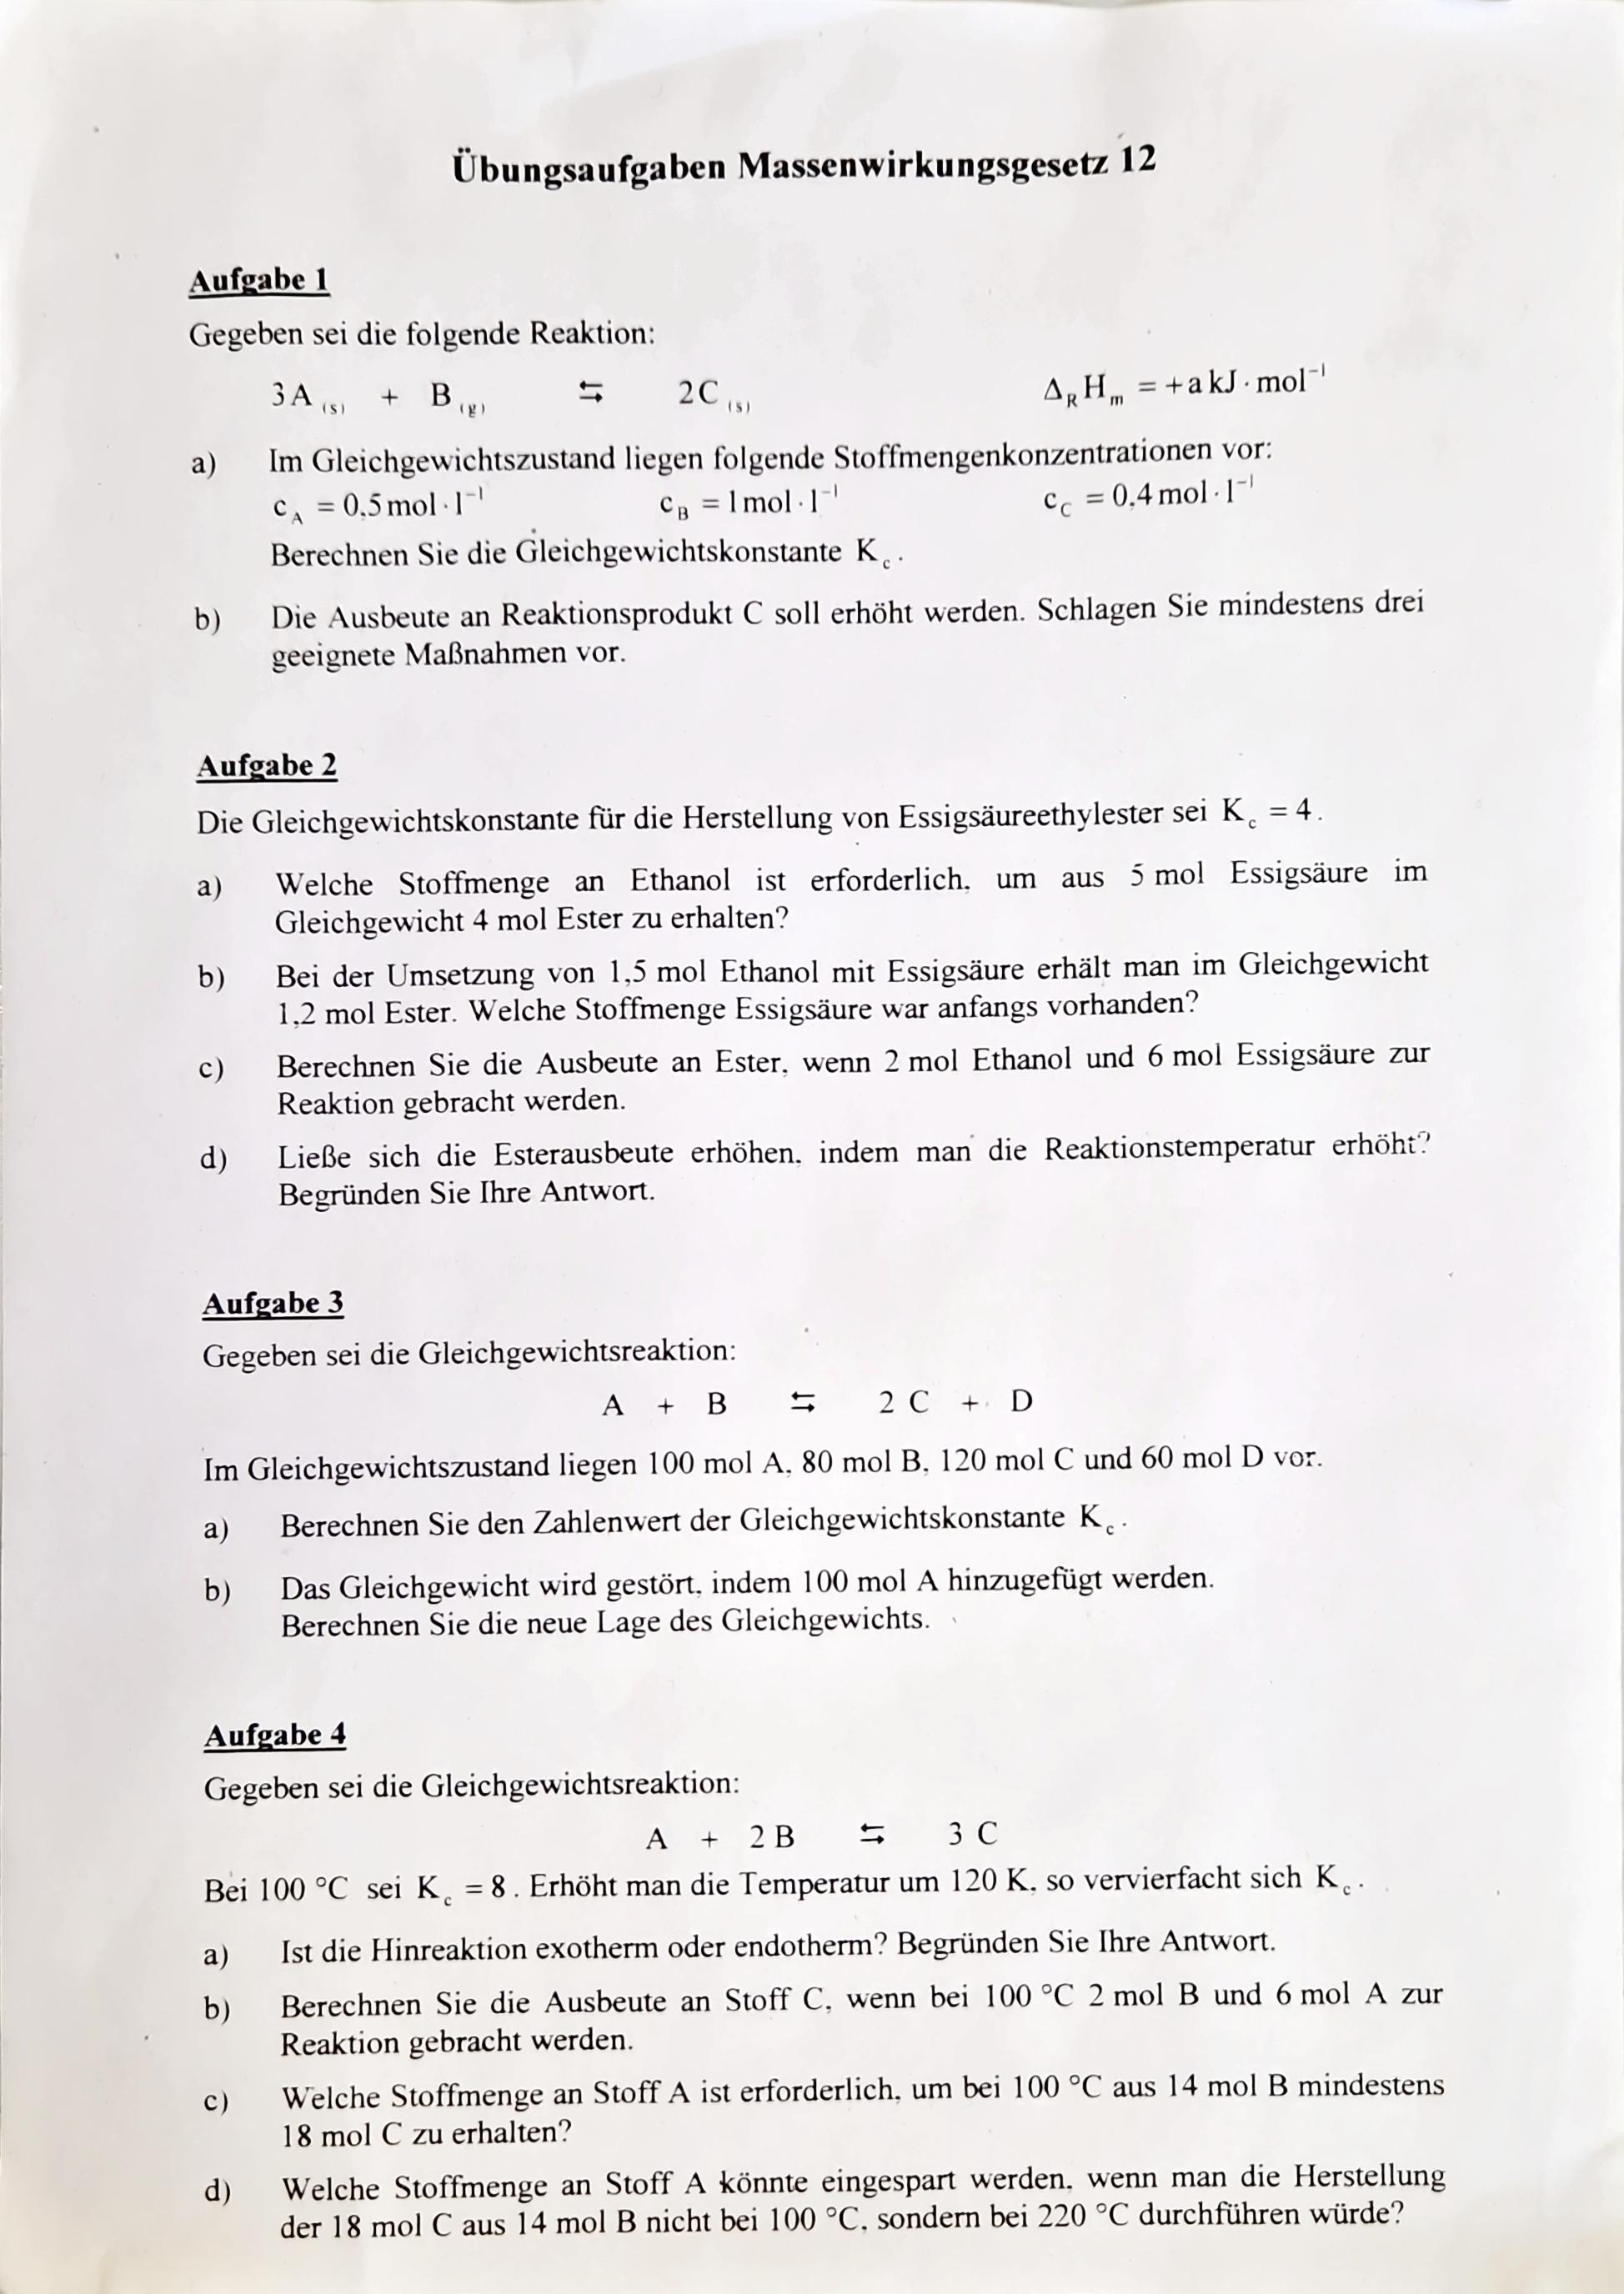 Übungsaufgaben Massenwirkungsgesetz 12
Aufgabe 1
Gegeben sei die folgende Reaktion:
3 A (s) + B (g) ⇆ 2 C (s) Δ_R H_m = + a kJ · mol⁻¹
a) Im Gleichgewichtszustand liegen folgende Stoffmengenkonzentrationen vor:
c_A = 0,5 mol · l⁻¹ c_B = 1 mol · l⁻¹ c_C = 0,4 mol · l⁻¹
Berechnen Sie die Gleichgewichtskonstante K_c.
b) Die Ausbeute an Reaktionsprodukt C soll erhöht werden. Schlagen Sie mindestens drei
geeignete Maßnahmen vor.
Aufgabe 2
Die Gleichgewichtskonstante für die Herstellung von Essigsäureethylester sei K_c = 4.
a) Welche Stoffmenge an Ethanol ist erforderlich, um aus 5 mol Essigsäure im
Gleichgewicht 4 mol Ester zu erhalten?
b) Bei der Umsetzung von 1,5 mol Ethanol mit Essigsäure erhält man im Gleichgewicht
1,2 mol Ester. Welche Stoffmenge Essigsäure war anfangs vorhanden?
c) Berechnen Sie die Ausbeute an Ester, wenn 2 mol Ethanol und 6 mol Essigsäure zur
Reaktion gebracht werden.
d) Ließe sich die Esterausbeute erhöhen, indem man die Reaktionstemperatur erhöht?
Begründen Sie Ihre Antwort.
Aufgabe 3
Gegeben sei die Gleichgewichtsreaktion:
A + B ⇆ 2 C + D
Im Gleichgewichtszustand liegen 100 mol A, 80 mol B, 120 mol C und 60 mol D vor.
a) Berechnen Sie den Zahlenwert der Gleichgewichtskonstante K_c.
b) Das Gleichgewicht wird gestört, indem 100 mol A hinzugefügt werden.
Berechnen Sie die neue Lage des Gleichgewichts.
Aufgabe 4
Gegeben sei die Gleichgewichtsreaktion:
A + 2 B ⇆ 3 C
Bei 100 °C sei K_c = 8. Erhöht man die Temperatur um 120 K, so vervierfacht sich K_c.
a) Ist die Hinreaktion exotherm oder endotherm? Begründen Sie Ihre Antwort.
b) Berechnen Sie die Ausbeute an Stoff C, wenn bei 100 °C 2 mol B und 6 mol A zur
Reaktion gebracht werden.
c) Welche Stoffmenge an Stoff A ist erforderlich, um bei 100 °C aus 14 mol B mindestens
18 mol C zu erhalten?
d) Welche Stoffmenge an Stoff A könnte eingespart werden, wenn man die Herstellung
der 18 mol C aus 14 mol B nicht bei 100 °C, sondern bei 220 °C durchführen würde?